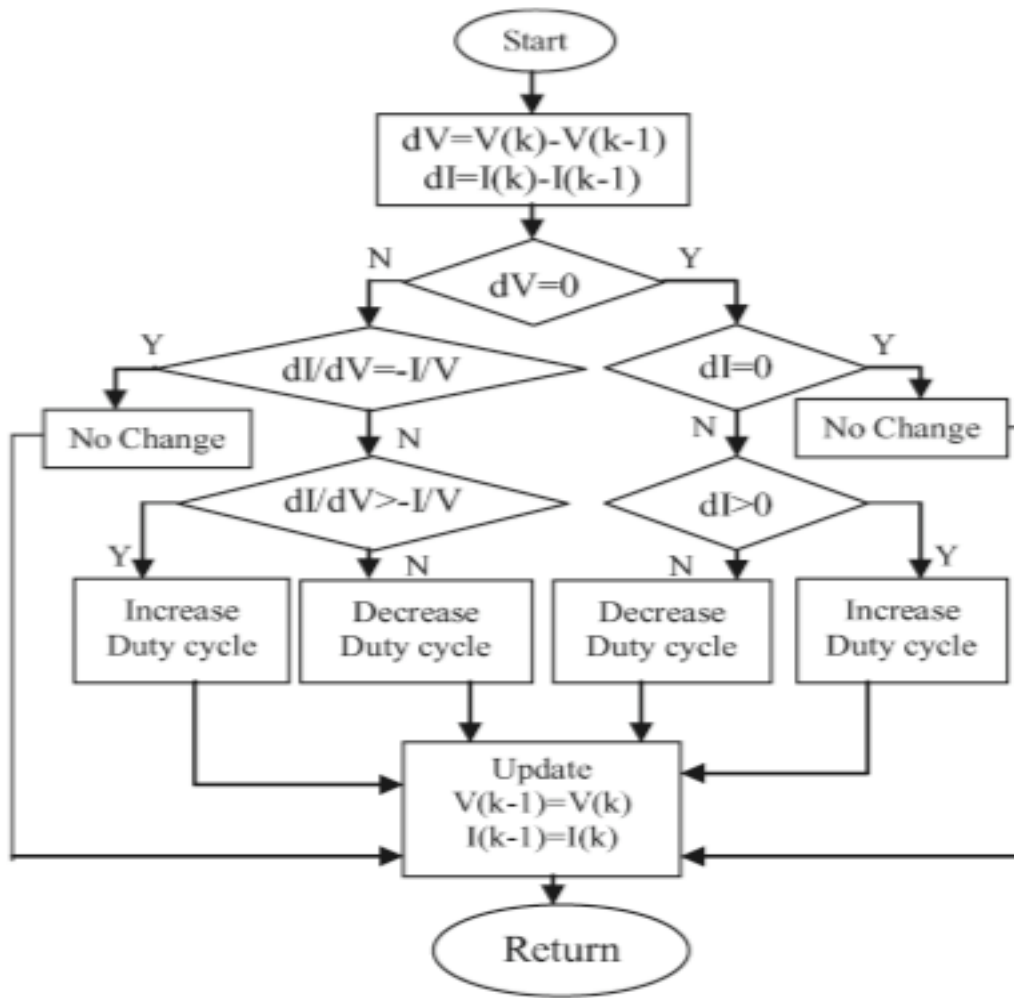 Start
dV=V(k)-V(k-1)
dI=I(k)-I(k-1)
N
Y
dV=0
Y
dI/dV=-I/V
dI=0
Y
No Change
N
N
No Change
dI/dV>-I/V
dI>0
Y
N
N
Y
Increase
Duty cycle
Decrease
Duty cycle
Decrease
Duty cycle
Increase
Duty cycle
Update
V(k-1)=V(k)
I(k-1)=I(k)
Return